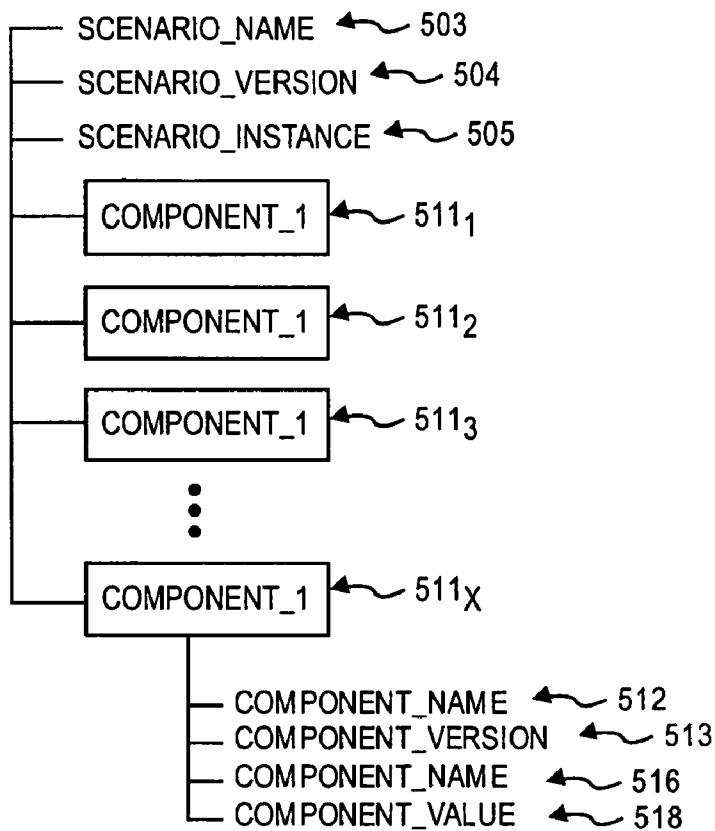 SCENARIO_NAME 503
SCENARIO_VERSION 504
SCENARIO_INSTANCE 505
COMPONENT_1 511₁
COMPONENT_1 511₂
COMPONENT_1 511₃
COMPONENT_1 511X
COMPONENT_NAME 512
COMPONENT_VERSION 513
COMPONENT_NAME 516
COMPONENT_VALUE 518